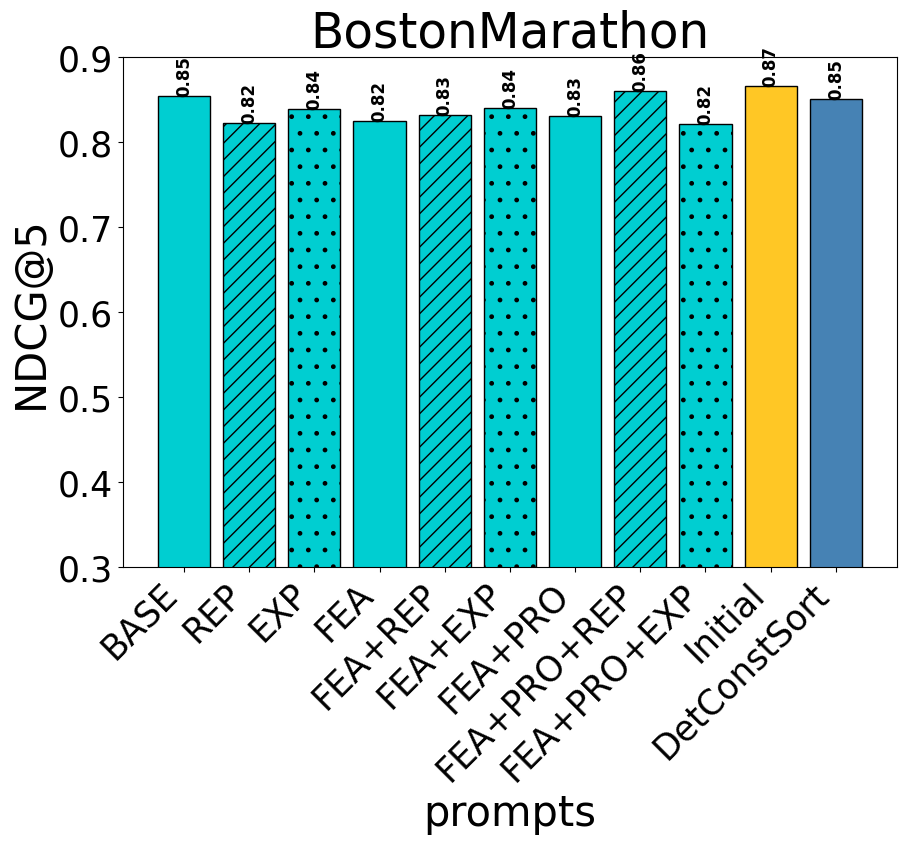 BostonMarathon
NDCG@5
0.9
0.8
0.7
0.6
0.5
0.4
0.3
0.85
0.82
0.84
0.82
0.83
0.84
0.83
0.86
0.82
0.87
0.85
BASE
REP
EXP
FEA
FEA+REP
FEA+EXP
FEA+PRO
FEA+PRO+REP
FEA+PRO+EXP
Initial
DetConstSort
prompts